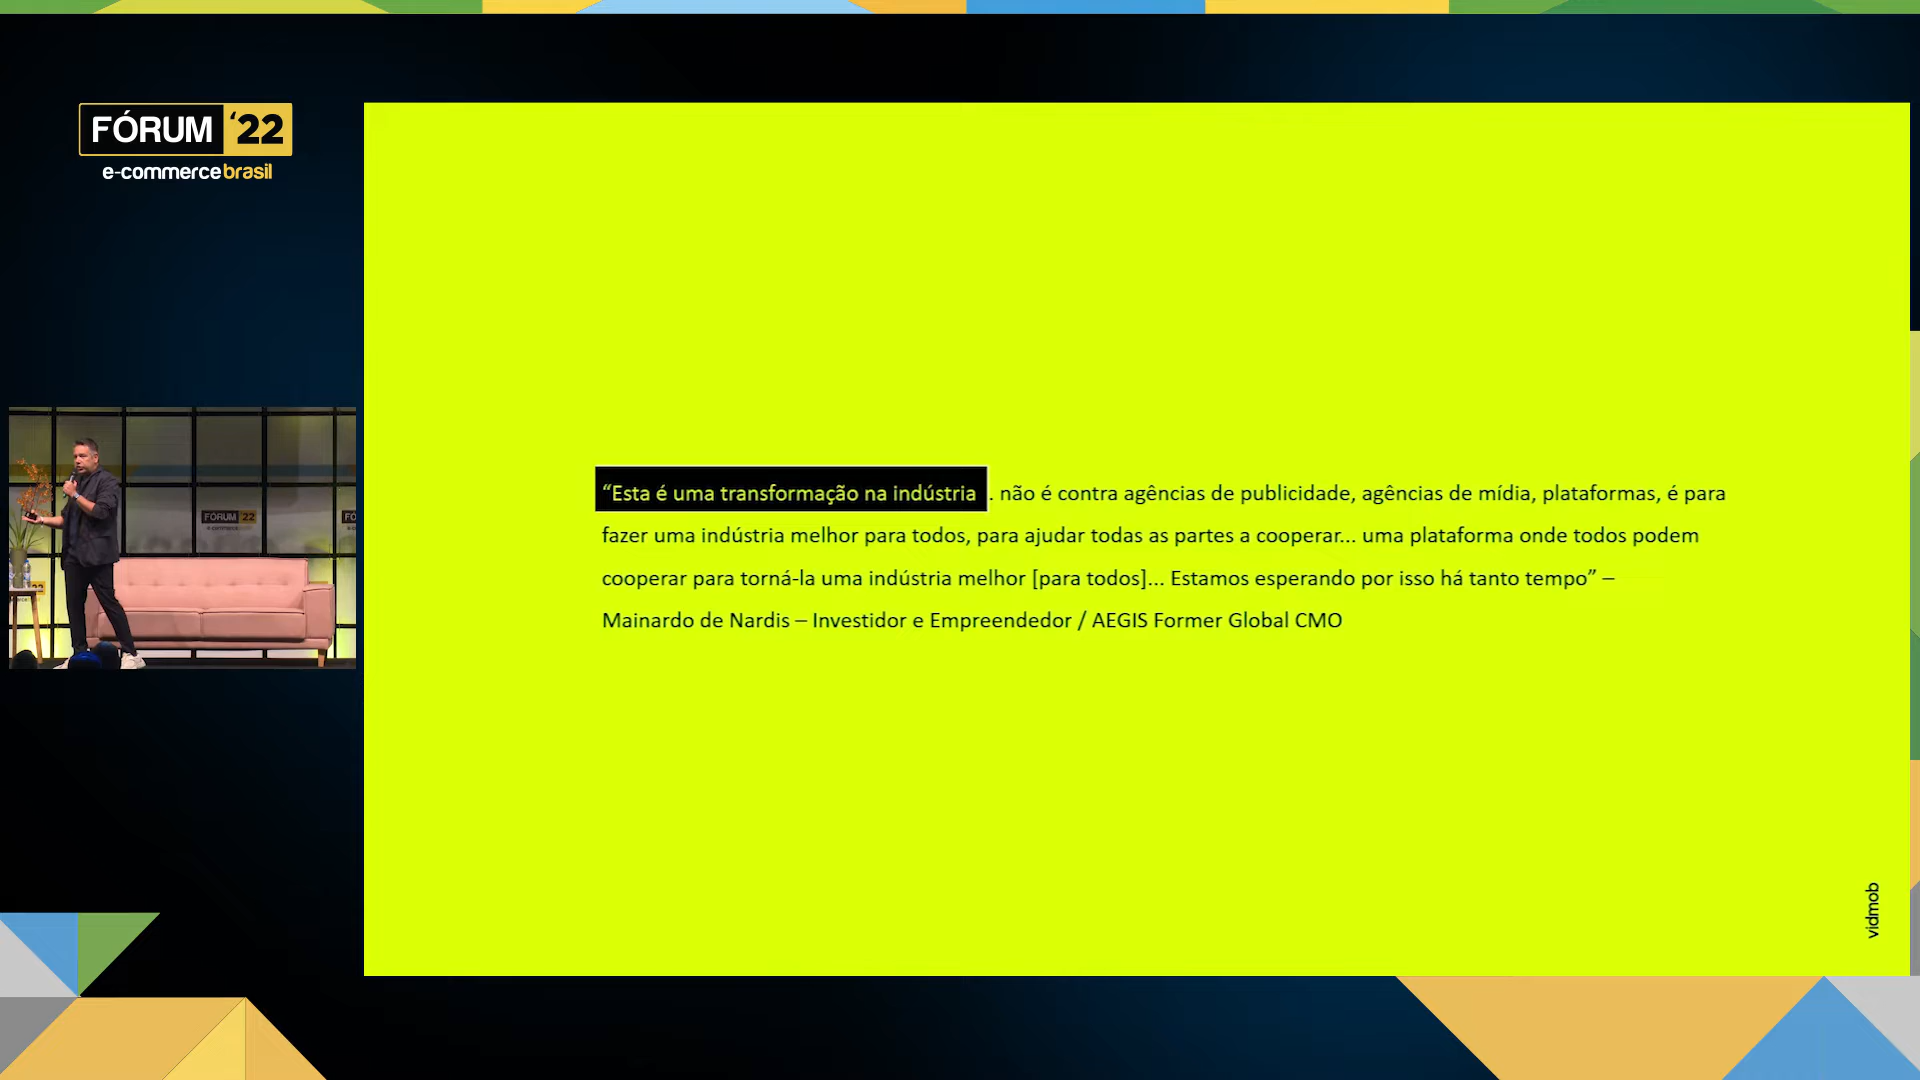 FÓRUM '22
e-commercebrasil
“Esta é uma transformação na indústria . não é contra agências de publicidade, agências de mídia, plataformas, é para
fazer uma indústria melhor para todos, para ajudar todas as partes a cooperar... uma plataforma onde todos podem
cooperar para torná-la uma indústria melhor [para todos]... Estamos esperando por isso há tanto tempo” –
Mainardo de Nardis – Investidor e Empreendedor / AEGIS Former Global CMO
FÓRUM '22
vidmob